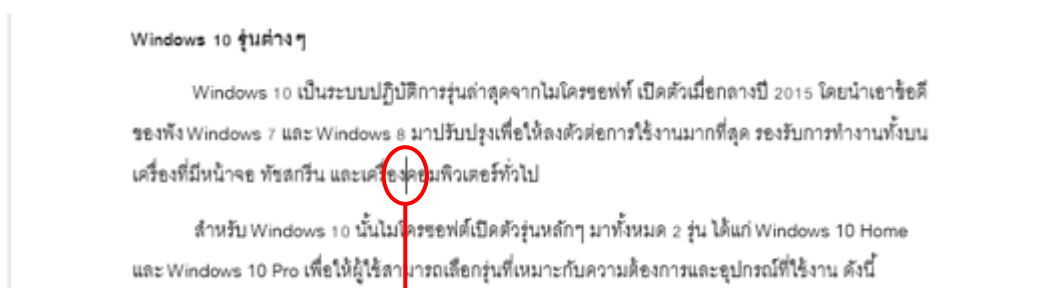 Windows 10 รุ่นต่างๆ
Windows 10 เป็นระบบปฏิบัติการรุ่นล่าสุดจากไมโครซอฟท์ เปิดตัวเมื่อกลางปี 2015 โดยนำเอาข้อดี
ของพัง Windows 7 และ Windows 8 มาปรับปรุงเพื่อให้ลงตัวต่อการใช้งานมากที่สุด รองรับการทำงานทั้งบน
เครื่องที่มีหน้าจอ ทัชสกรีน และเครื่องคอมพิวเตอร์ทั่วไป
สำหรับ Windows 10 นั้นไมโครซอฟต์เปิดตัวรุ่นหลักๆ มาทั้งหมด 2 รุ่น ได้แก่ Windows 10 Home
และ Windows 10 Pro เพื่อให้ผู้ใช้สามารถเลือกรุ่นที่เหมาะกับความต้องการและอุปกรณ์ที่ใช้งาน ดังนี้